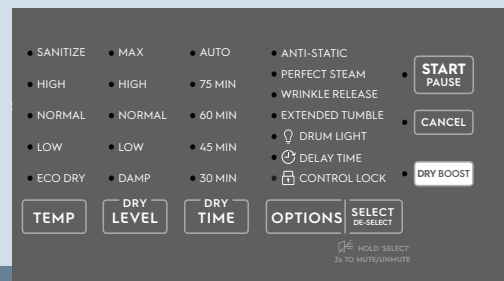 SANITIZE
HIGH
NORMAL
LOW
ECO DRY
TEMP
MAX
HIGH
NORMAL
LOW
DAMP
DRY
LEVEL
AUTO
75 MIN
60 MIN
45 MIN
30 MIN
DRY
TIME
ANTI-STATIC
PERFECT STEAM
WRINKLE RELEASE
EXTENDED TUMBLE
DRUM LIGHT
DELAY TIME
CONTROL LOCK
OPTIONS
SELECT
DE-SELECT
HOLD 'SELECT'
3s TO MUTE/UNMUTE
START
PAUSE
CANCEL
DRY BOOST